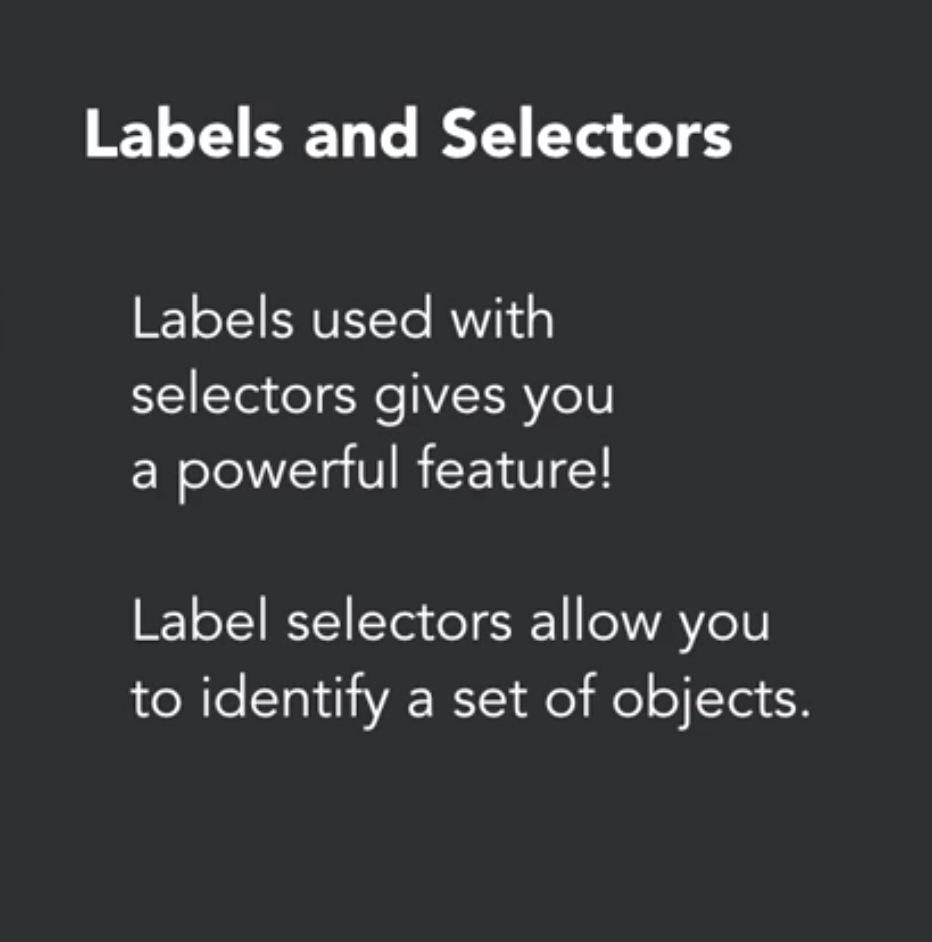 Labels and Selectors
Labels used with
selectors gives you
a powerful feature!
Label selectors allow you
to identify a set of objects.